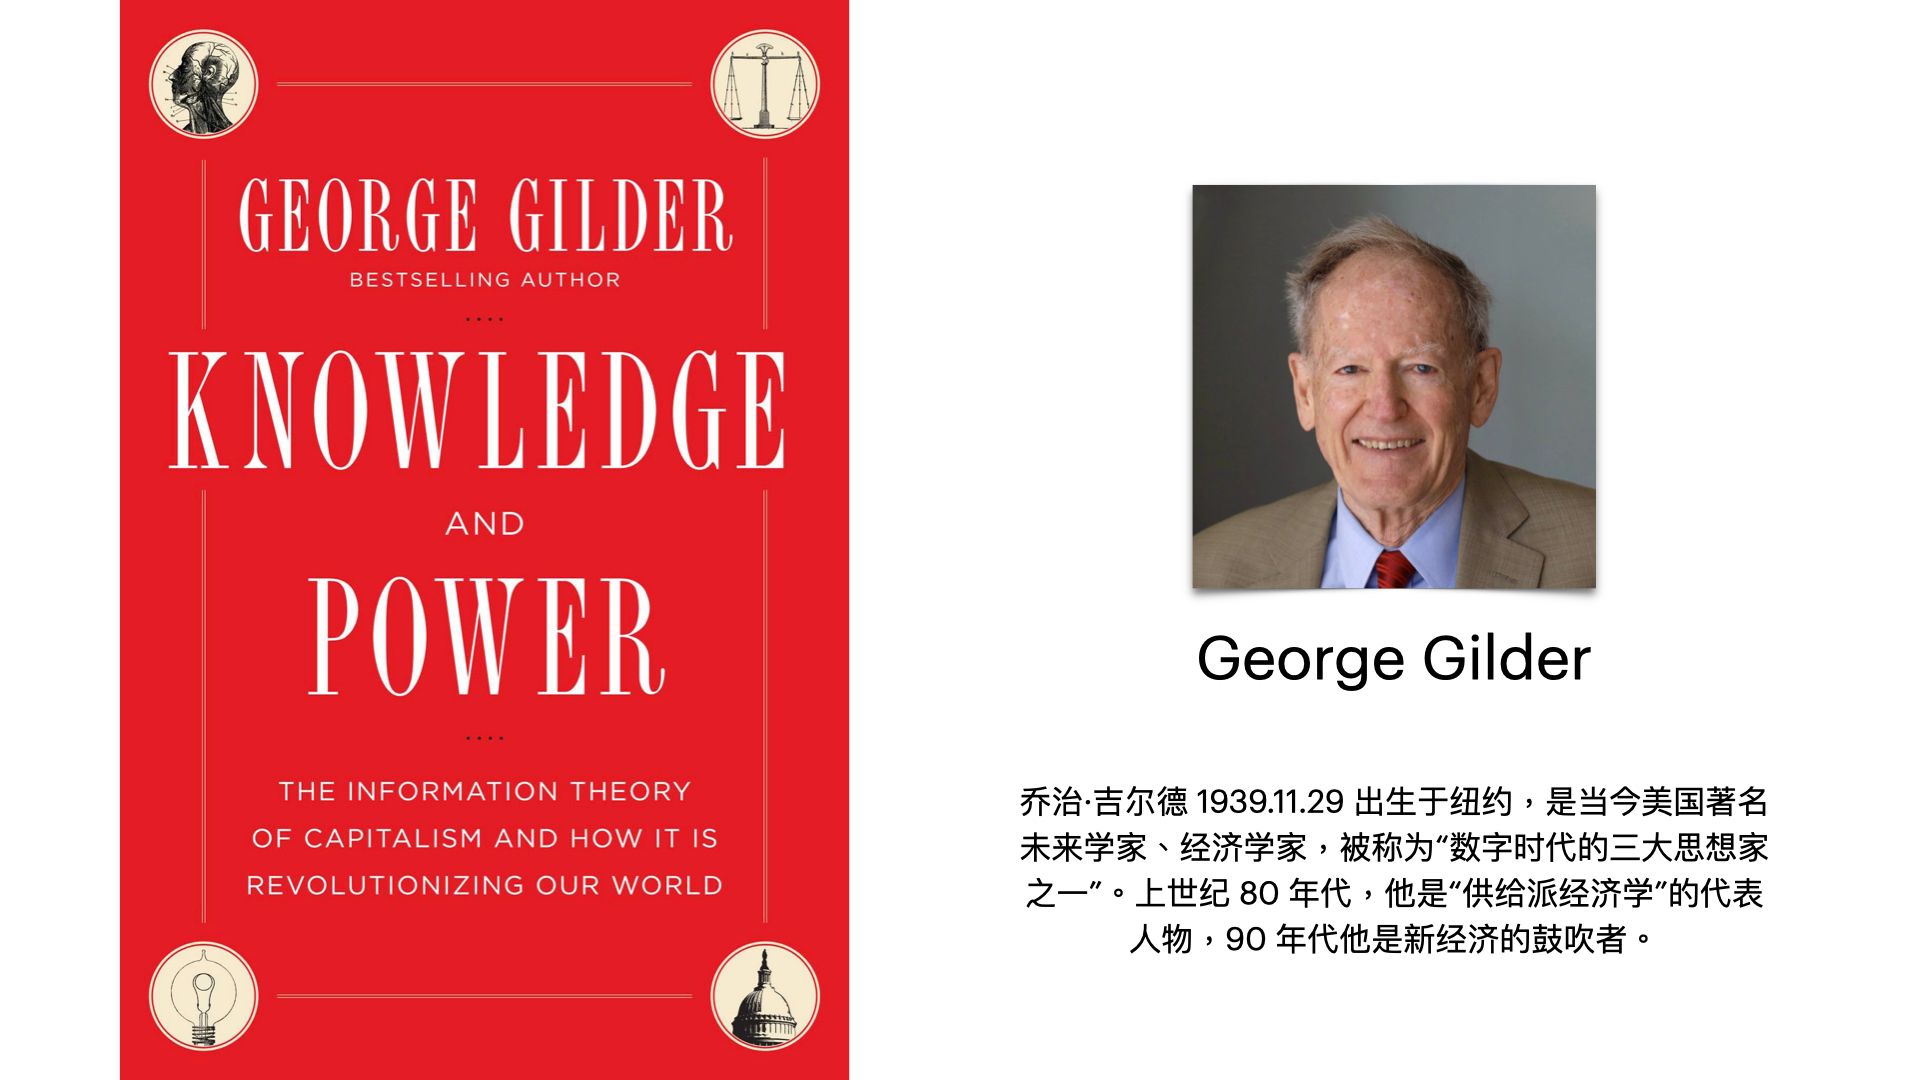 GEORGE GILDER
BESTSELLING AUTHOR
....
KNOWLEDGE
AND
POWER
....
THE INFORMATION THEORY
OF CAPITALISM AND HOW IT IS
REVOLUTIONIZING OUR WORLD
George Gilder
乔治·吉尔德 1939.11.29 出生于纽约，是当今美国著名
未来学家、经济学家，被称为“数字时代的三大思想家
之一”。上世纪 80 年代，他是“供给派经济学”的代表
人物，90 年代他是新经济的鼓吹者。